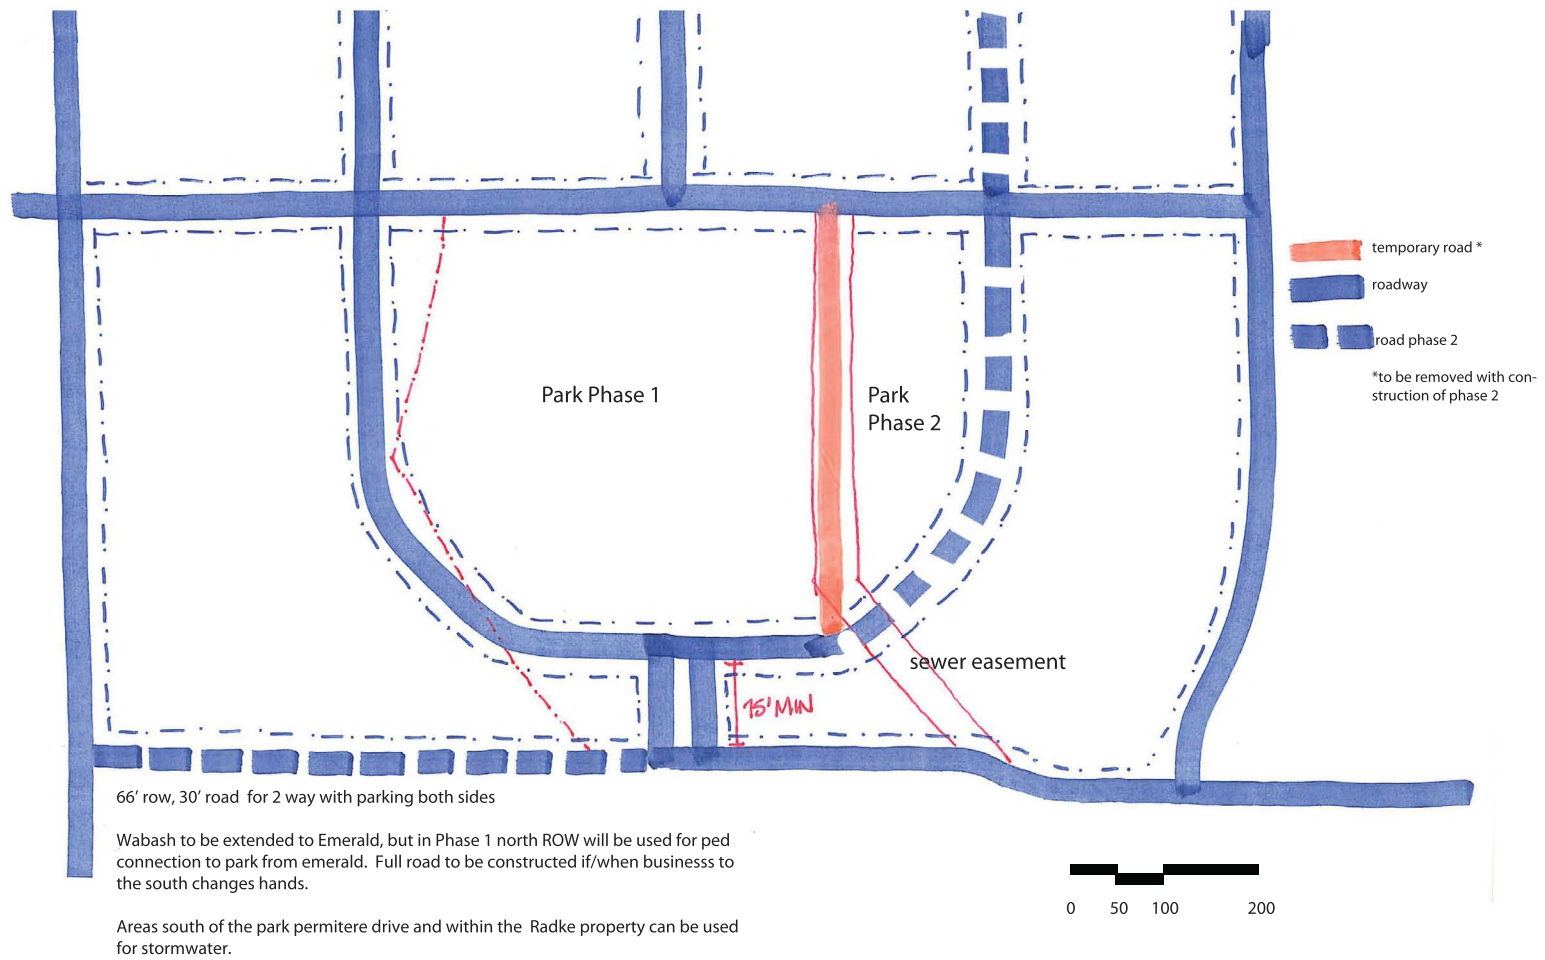 temporary road *
roadway
road phase 2
*to be removed with con-
struction of phase 2
Park Phase 1
Park
Phase 2
sewer easement
75' MIN
66’ row, 30’ road  for 2 way with parking both sides
Wabash to be extended to Emerald, but in Phase 1 north ROW will be used for ped
connection to park from emerald.  Full road to be constructed if/when businesss to
the south changes hands.
Areas south of the park permitere drive and within the  Radke property can be used
for stormwater.
0 50 100 200